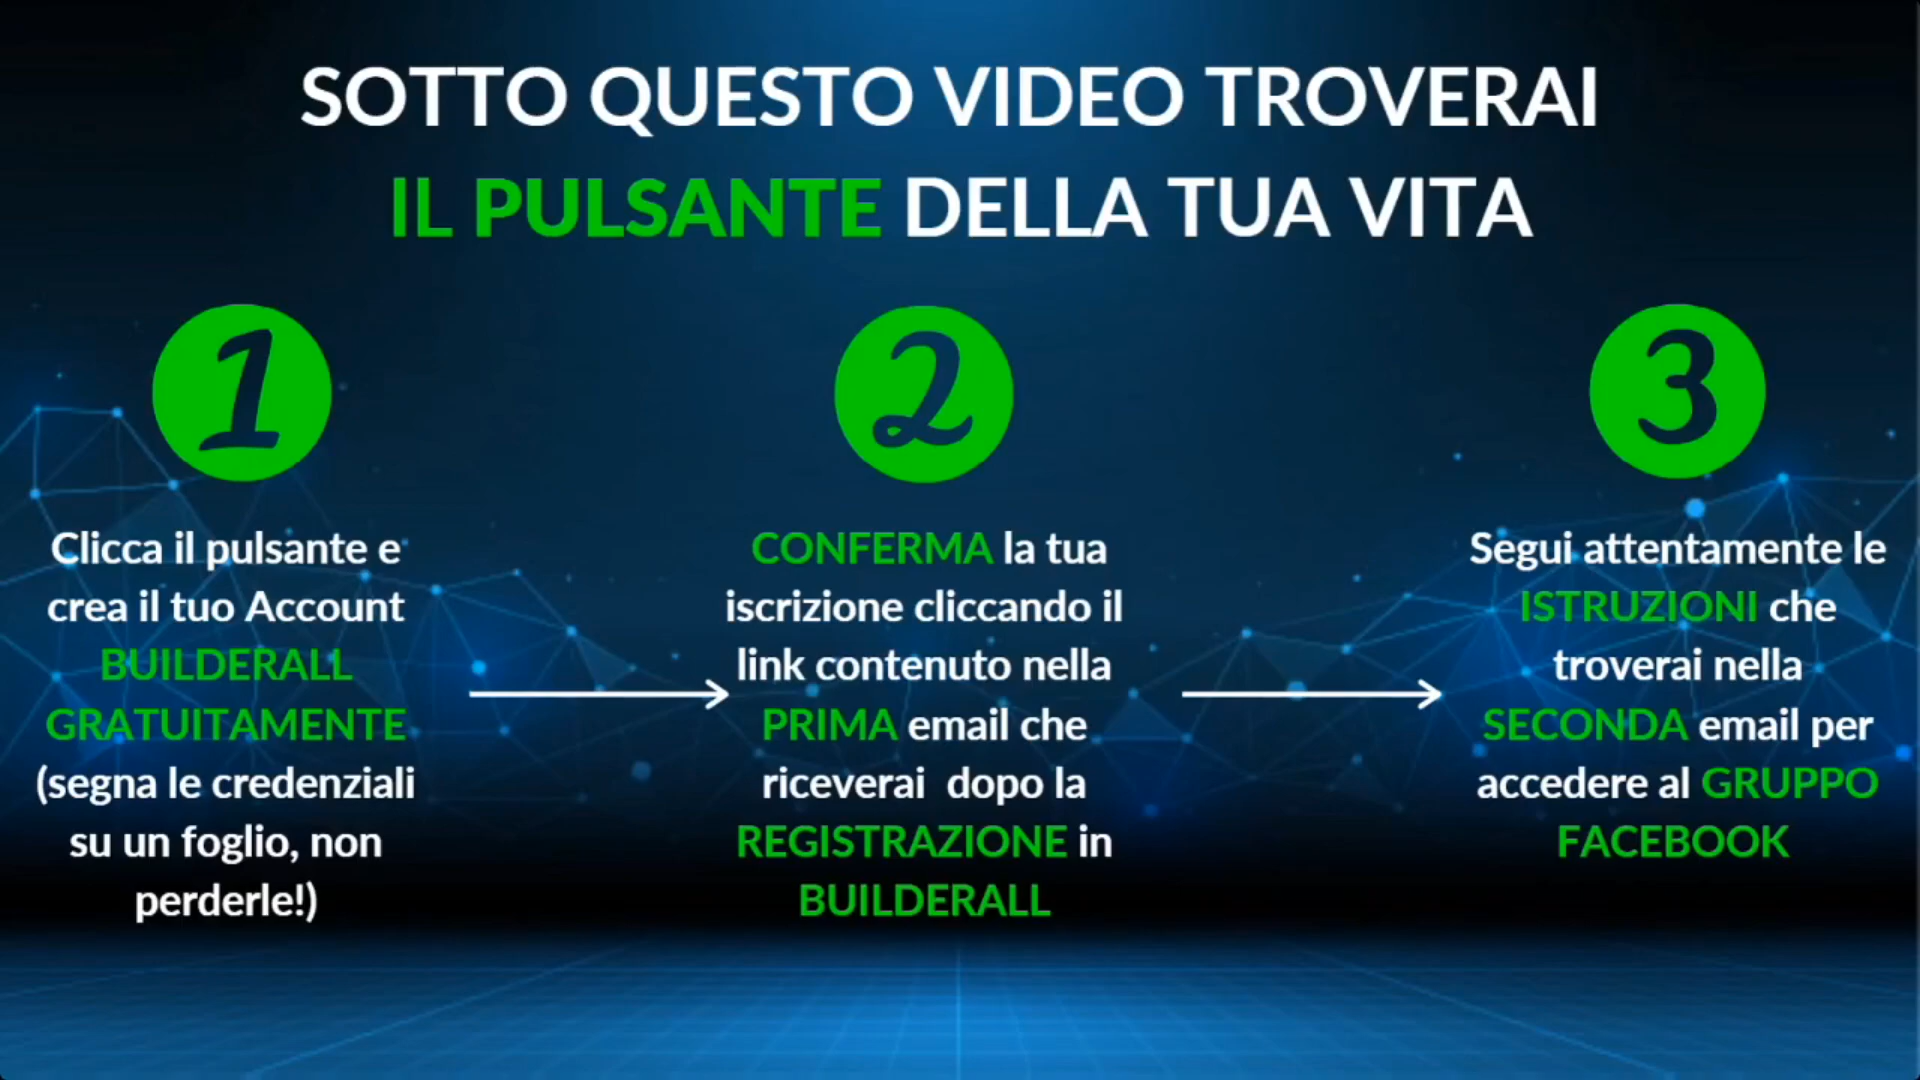 SOTTO QUESTO VIDEO TROVERAI
IL PULSANTE DELLA TUA VITA
1
Clicca il pulsante e
crea il tuo Account
BUILDERALL
GRATUITAMENTE
(segna le credenziali
su un foglio, non
perderle!)
2
CONFERMA la tua
iscrizione cliccando il
link contenuto nella
PRIMA email che
riceverai  dopo la
REGISTRAZIONE in
BUILDERALL
3
Segui attentamente le
ISTRUZIONI che
troverai nella
SECONDA email per
accedere al GRUPPO
FACEBOOK